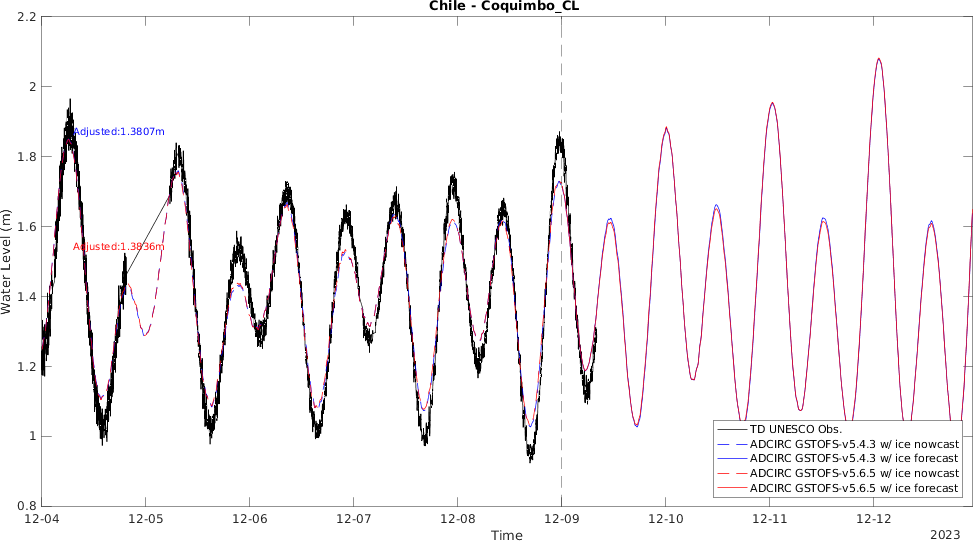 Chile - Coquimbo_CL
2.2
2
1.8
1.6
1.4
1.2
1
0.8
Water Level (m)
Adjusted:1.3807m
Adjusted:1.3836m
TD UNESCO Obs.
ADCIRC GSTOFS-v5.4.3 w/ ice nowcast
ADCIRC GSTOFS-v5.4.3 w/ ice forecast
ADCIRC GSTOFS-v5.6.5 w/ ice nowcast
ADCIRC GSTOFS-v5.6.5 w/ ice forecast
12-04 12-05 12-06 12-07 12-08 12-09 12-10 12-11 12-12
Time
2023